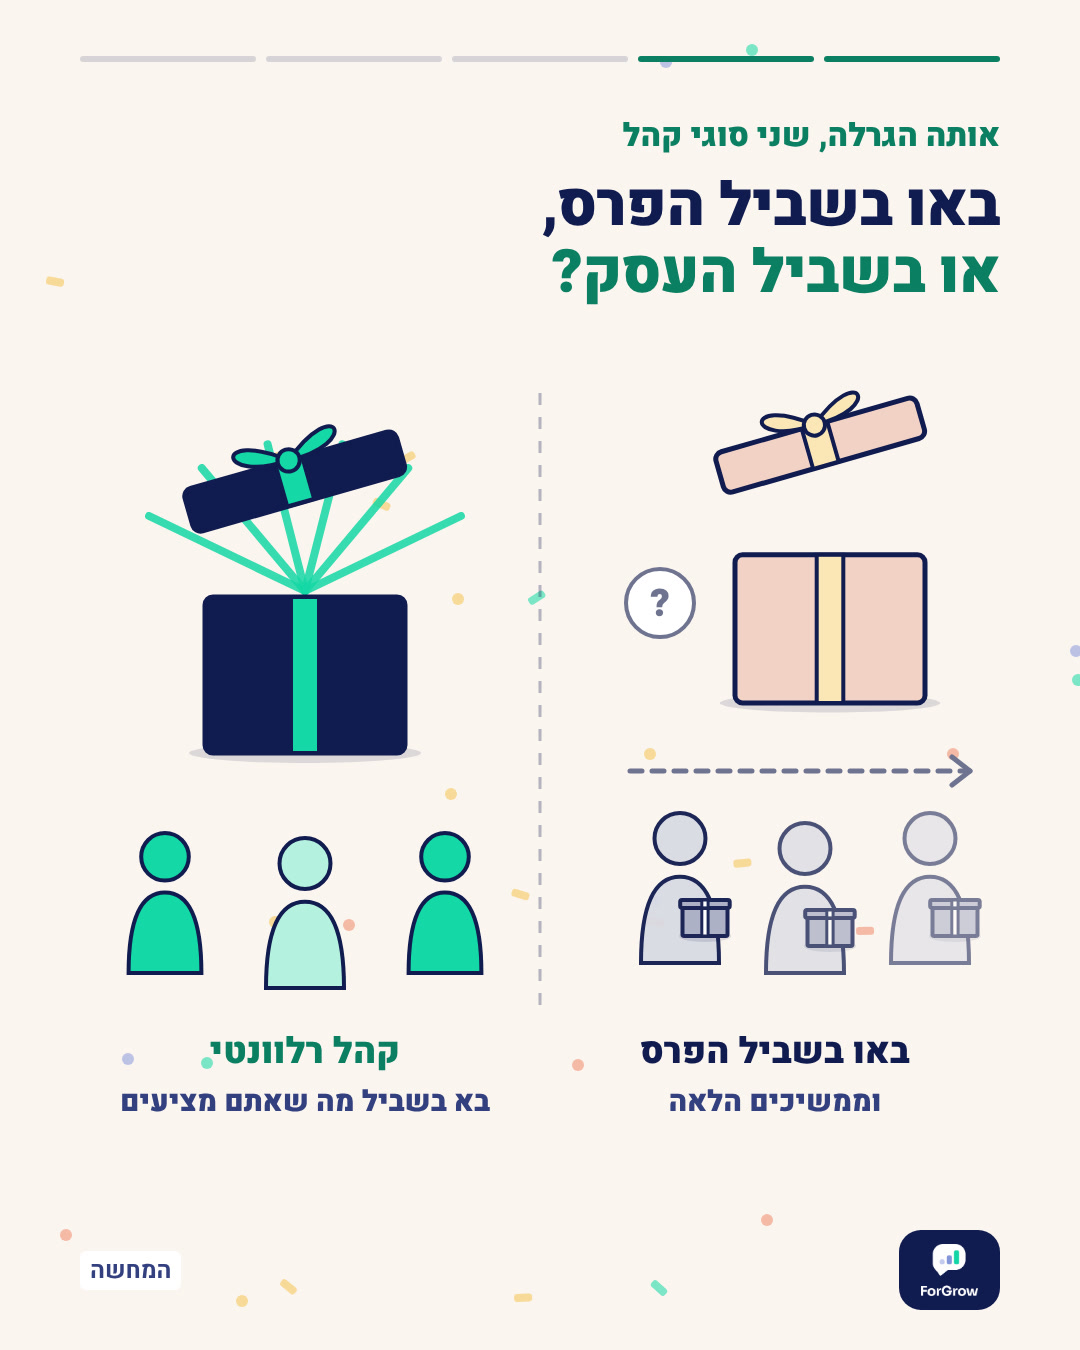 אותה הגרלה, שני סוגי קהל
באו בשביל הפרס,
או בשביל העסק?
?
באו בשביל הפרס
וממשיכים הלאה
קהל רלוונטי
בא בשביל מה שאתם מציעים
ForGrow
המחשה